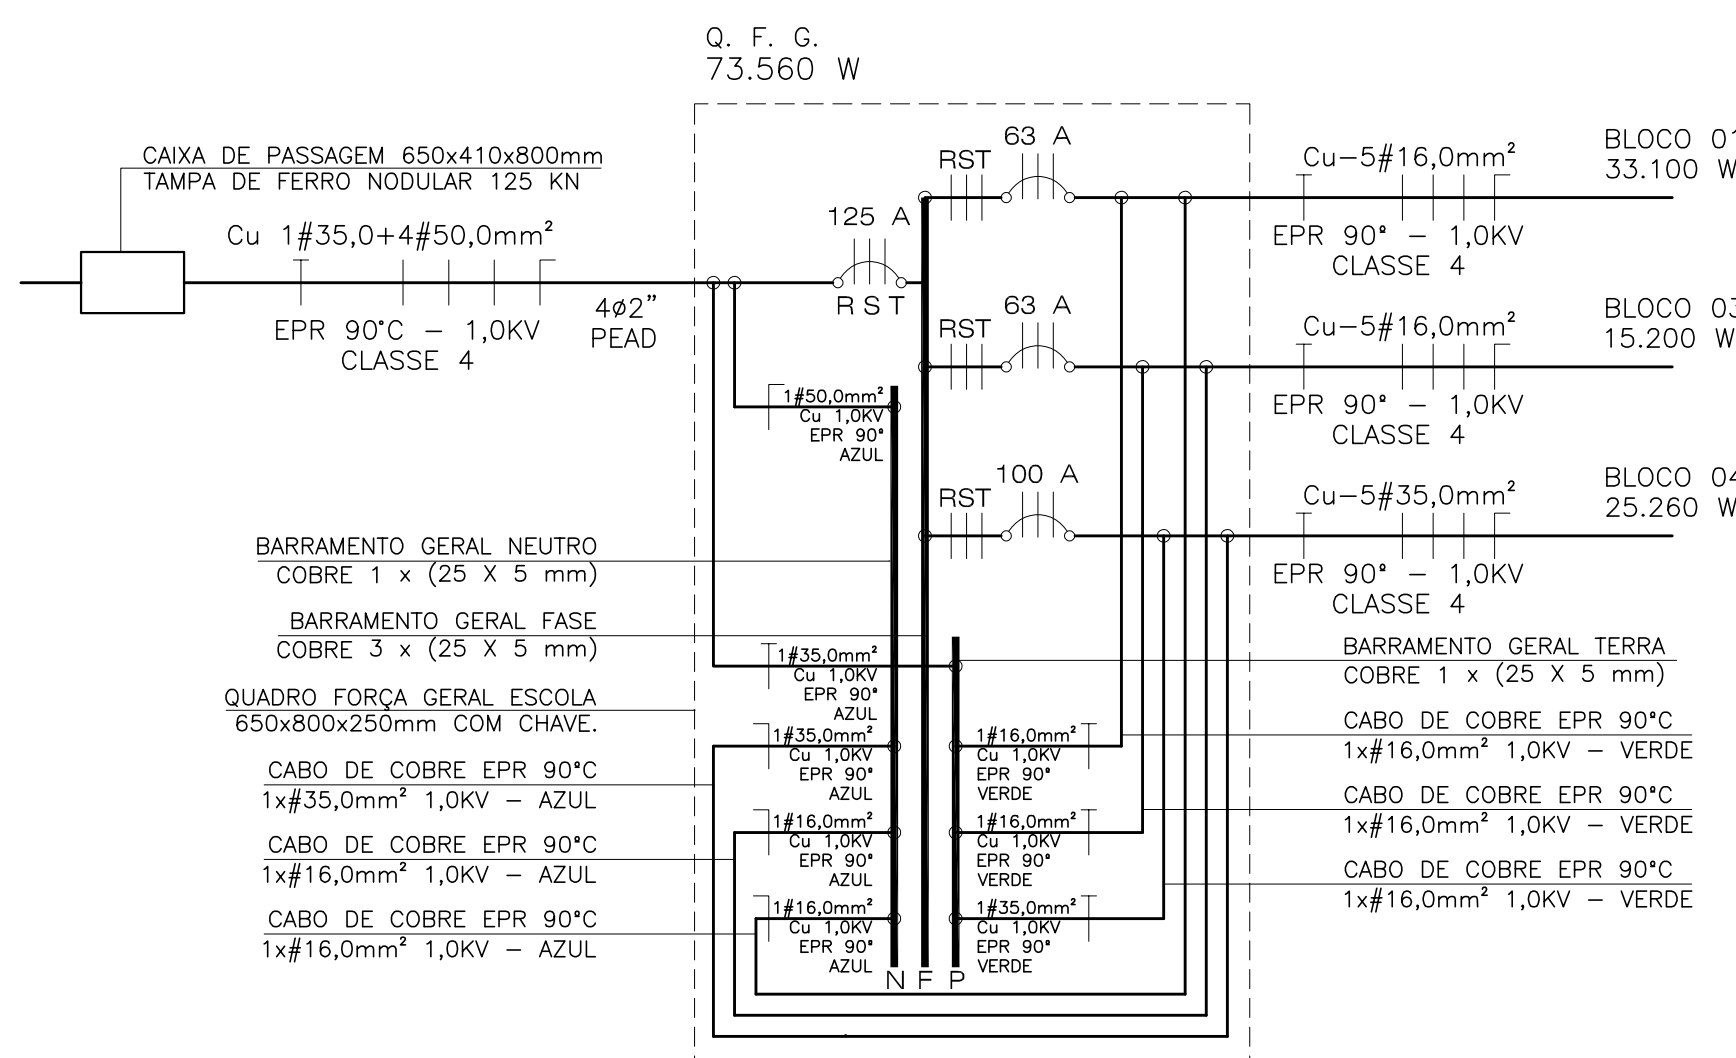 Q. F. G.
73.560 W
CAIXA DE PASSAGEM 650x410x800mm
TAMPA DE FERRO NODULAR 125 KN
Cu 1#35,0+4#50,0mm²
EPR 90°C - 1,0KV
CLASSE 4
4ø2"
PEAD
125 A
R S T
63 A
RST
Cu-5#16,0mm²
EPR 90° - 1,0KV
CLASSE 4
BLOCO 01
33.100 W
63 A
RST
Cu-5#16,0mm²
EPR 90° - 1,0KV
CLASSE 4
BLOCO 03
15.200 W
100 A
RST
Cu-5#35,0mm²
EPR 90° - 1,0KV
CLASSE 4
BLOCO 04
25.260 W
1#50,0mm²
Cu 1,0KV
EPR 90°
AZUL
BARRAMENTO GERAL NEUTRO
COBRE 1 x (25 X 5 mm)
BARRAMENTO GERAL FASE
COBRE 3 x (25 X 5 mm)
QUADRO FORÇA GERAL ESCOLA
650x800x250mm COM CHAVE.
CABO DE COBRE EPR 90°C
1x#35,0mm² 1,0KV - AZUL
CABO DE COBRE EPR 90°C
1x#16,0mm² 1,0KV - AZUL
CABO DE COBRE EPR 90°C
1x#16,0mm² 1,0KV - AZUL
1#35,0mm²
Cu 1,0KV
EPR 90°
AZUL
1#35,0mm²
Cu 1,0KV
EPR 90°
AZUL
1#16,0mm²
Cu 1,0KV
EPR 90°
AZUL
1#16,0mm²
Cu 1,0KV
EPR 90°
AZUL
N F P
1#16,0mm²
Cu 1,0KV
EPR 90°
VERDE
1#16,0mm²
Cu 1,0KV
EPR 90°
VERDE
1#35,0mm²
Cu 1,0KV
EPR 90°
VERDE
BARRAMENTO GERAL TERRA
COBRE 1 x (25 X 5 mm)
CABO DE COBRE EPR 90°C
1x#16,0mm² 1,0KV - VERDE
CABO DE COBRE EPR 90°C
1x#16,0mm² 1,0KV - VERDE
CABO DE COBRE EPR 90°C
1x#16,0mm² 1,0KV - VERDE